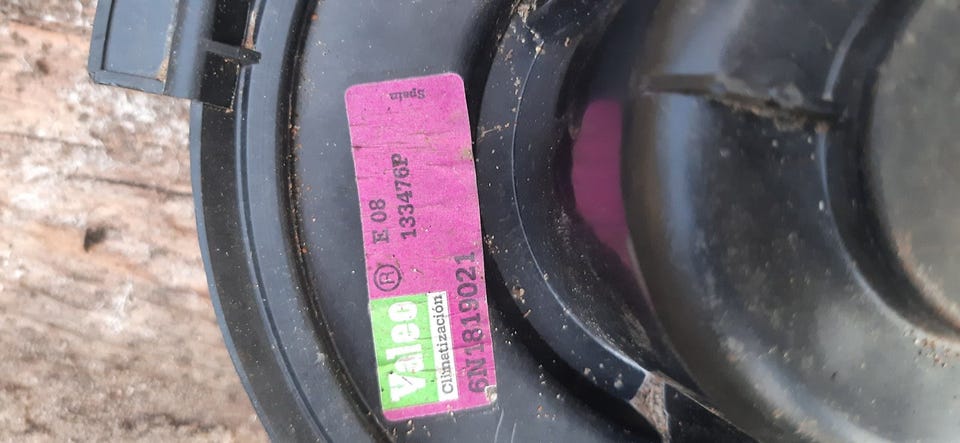 Valeo
Climatización
® E 08
133476P
6N1819021
Spain